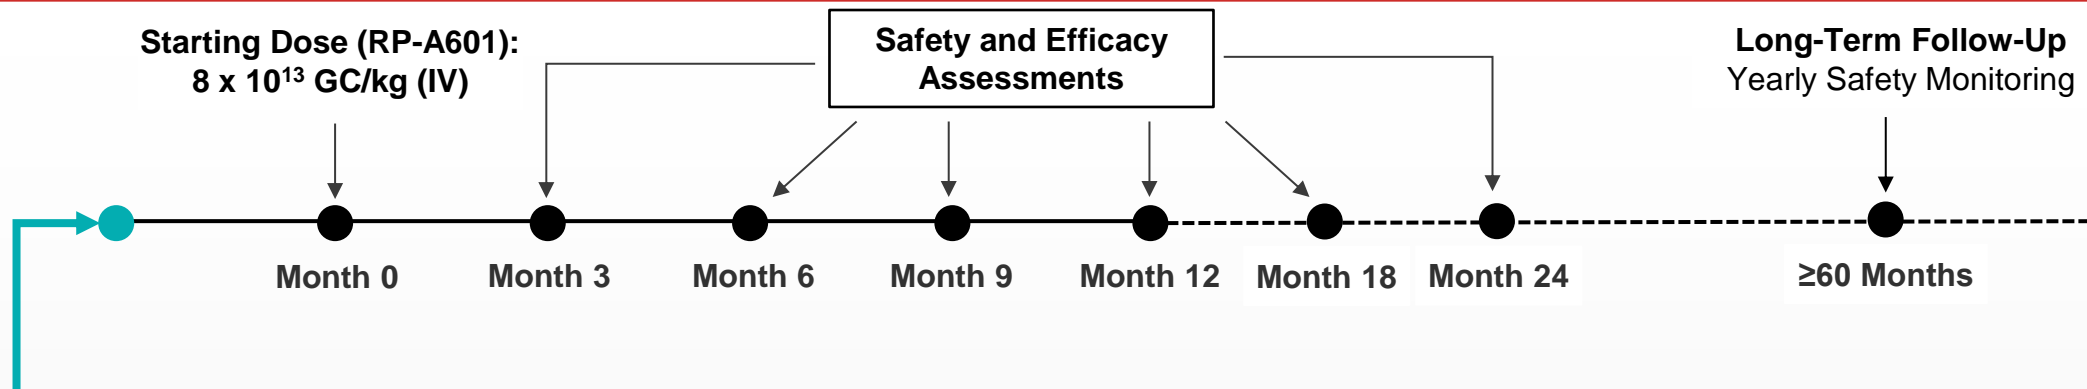 Starting Dose (RP-A601):
8 x 10¹³ GC/kg (IV)
Safety and Efficacy
Assessments
Long-Term Follow-Up
Yearly Safety Monitoring
Month 0
Month 3
Month 6
Month 9
Month 12
Month 18
Month 24
≥60 Months